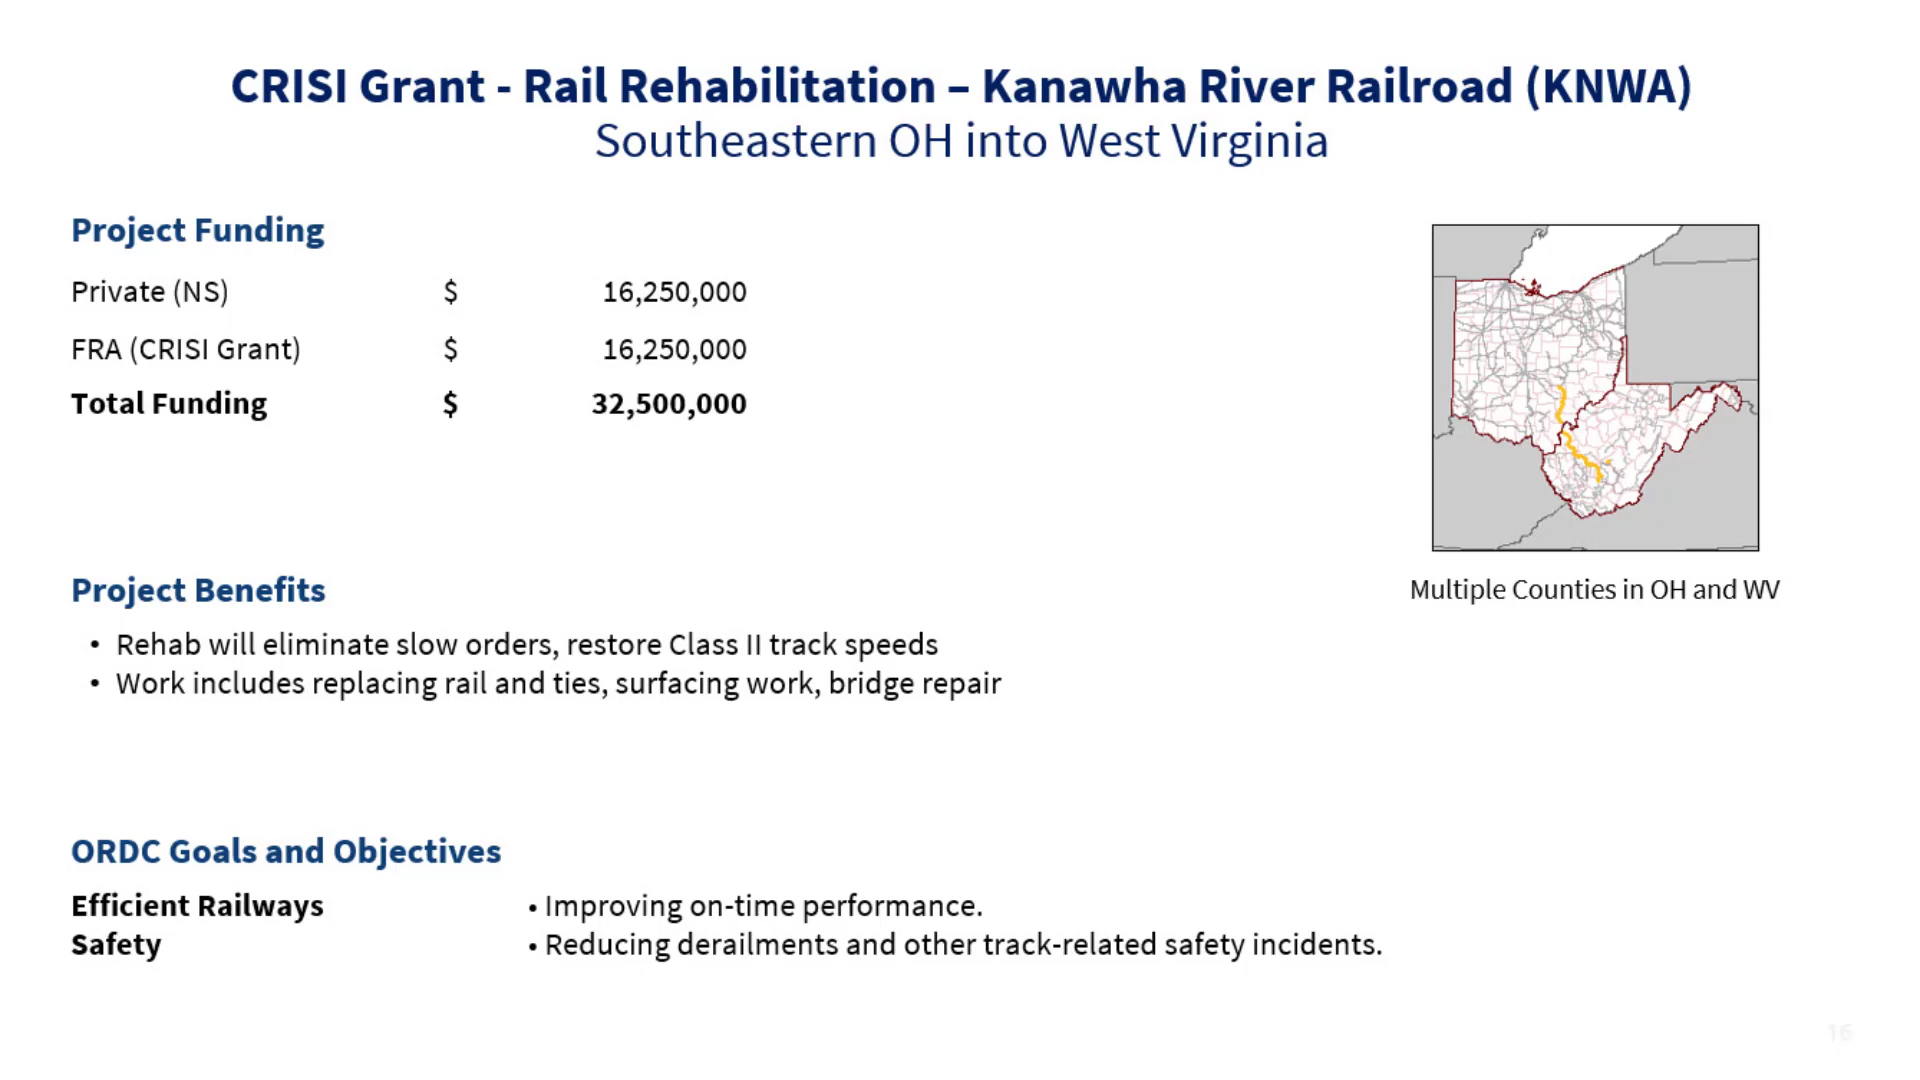 CRISI Grant - Rail Rehabilitation – Kanawha River Railroad (KNWA)
Southeastern OH into West Virginia
Project Funding
Private (NS) $ 16,250,000
FRA (CRISI Grant) $ 16,250,000
Total Funding $ 32,500,000
Multiple Counties in OH and WV
Project Benefits
• Rehab will eliminate slow orders, restore Class II track speeds
• Work includes replacing rail and ties, surfacing work, bridge repair
ORDC Goals and Objectives
Efficient Railways • Improving on-time performance.
Safety • Reducing derailments and other track-related safety incidents.
16